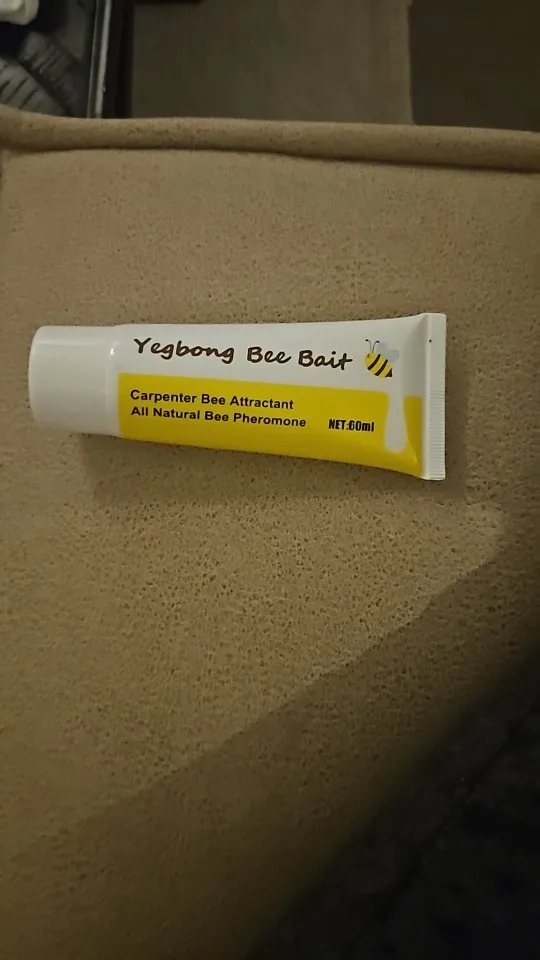 Yegbong Bee Bait
Carpenter Bee Attractant
All Natural Bee Pheromone
NET:60ml